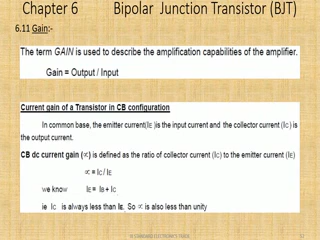 Chapter 6 Bipolar Junction Transistor (BJT)
6.11 Gain:-
The term GAIN is used to describe the amplification capabilities of the amplifier.
Gain = Output / Input
Current gain of a Transistor in CB configuration
In common base, the emitter current(IE )is the input current and the collector current (IC) is
the output current.
CB dc current gain (∝) is defined as the ratio of collector current (IC) to the emitter current (IE)
∝ = IC / IE
we know IE = IB + IC
ie IC is always less than IE. So ∝ is also less than unity